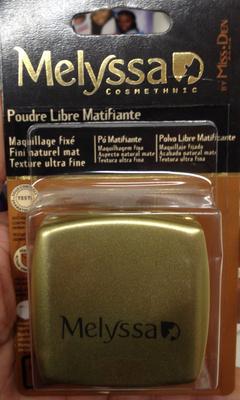 Melyssa
COSMETHNIC
BY MISS-DEN
Poudre Libre Matifiante
Maquillage fixé
Fini naturel mat
Texture ultra fine
Pó Matifiante
Maquilhagem fixa
Aspecto natural mate
Textura ultra fina
Polvo Libre Matificante
Maquillaje fijado
Acabado natural mate
Textura ultra fina
TESTÉ
Melyssa